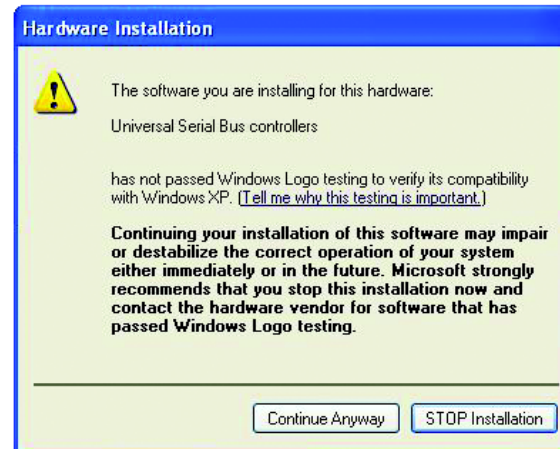 Hardware Installation
The software you are installing for this hardware:
Universal Serial Bus controllers
has not passed Windows Logo testing to verify its compatibility
with Windows XP. (Tell me why this testing is important.)
Continuing your installation of this software may impair
or destabilize the correct operation of your system
either immediately or in the future. Microsoft strongly
recommends that you stop this installation now and
contact the hardware vendor for software that has
passed Windows Logo testing.
Continue Anyway
STOP Installation